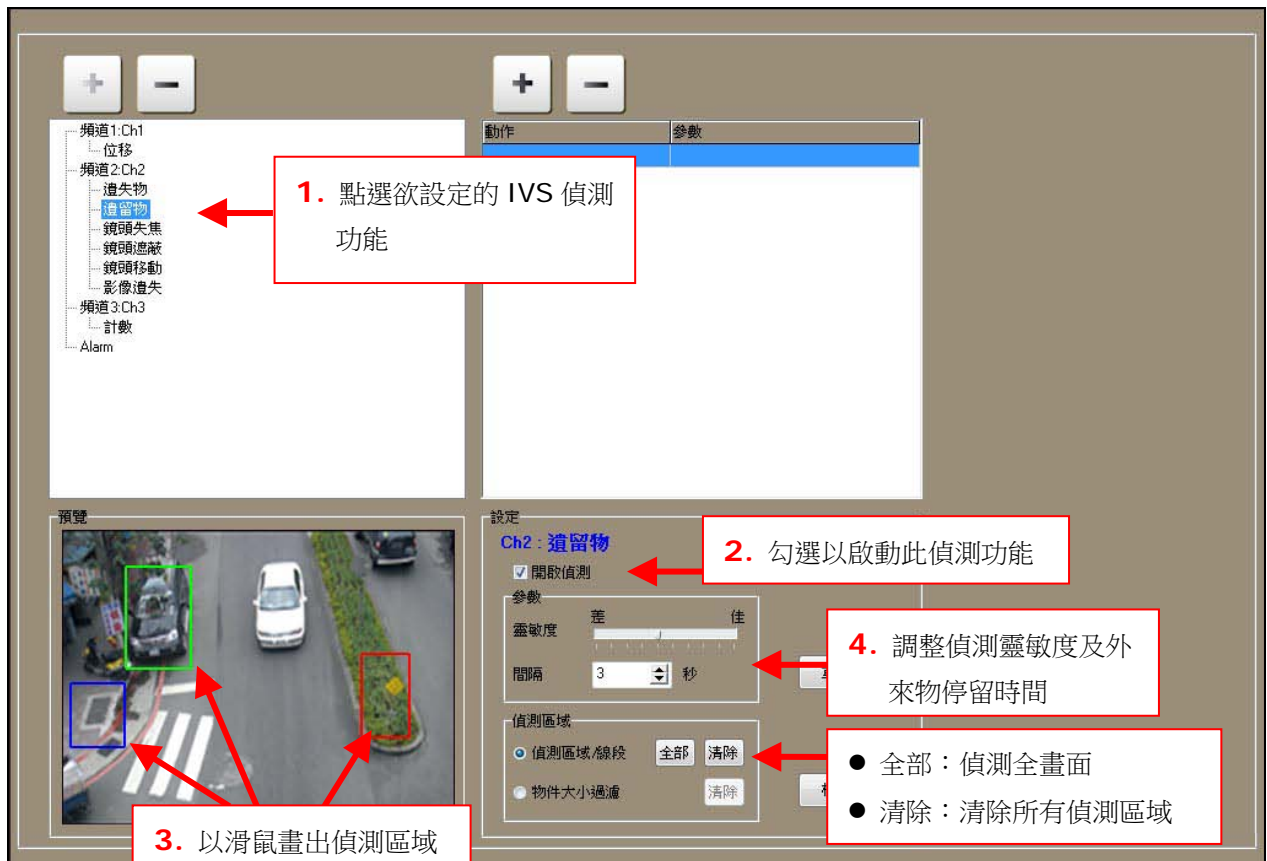 頻道1:Ch1
位移
頻道2:Ch2
遺失物
遺留物
鏡頭失焦
鏡頭遮蔽
鏡頭移動
影像遺失
頻道3:Ch3
計數
Alarm
動作 參數
1. 點選欲設定的 IVS 偵測
功能
預覽
3. 以滑鼠畫出偵測區域
設定
Ch2 : 遺留物
開啟偵測
2. 勾選以啟動此偵測功能
參數
差 佳
靈敏度
間隔 3 秒
4. 調整偵測靈敏度及外
來物停留時間
偵測區域
偵測區域/線段 全部 清除
物件大小過濾 清除
● 全部：偵測全畫面
● 清除：清除所有偵測區域